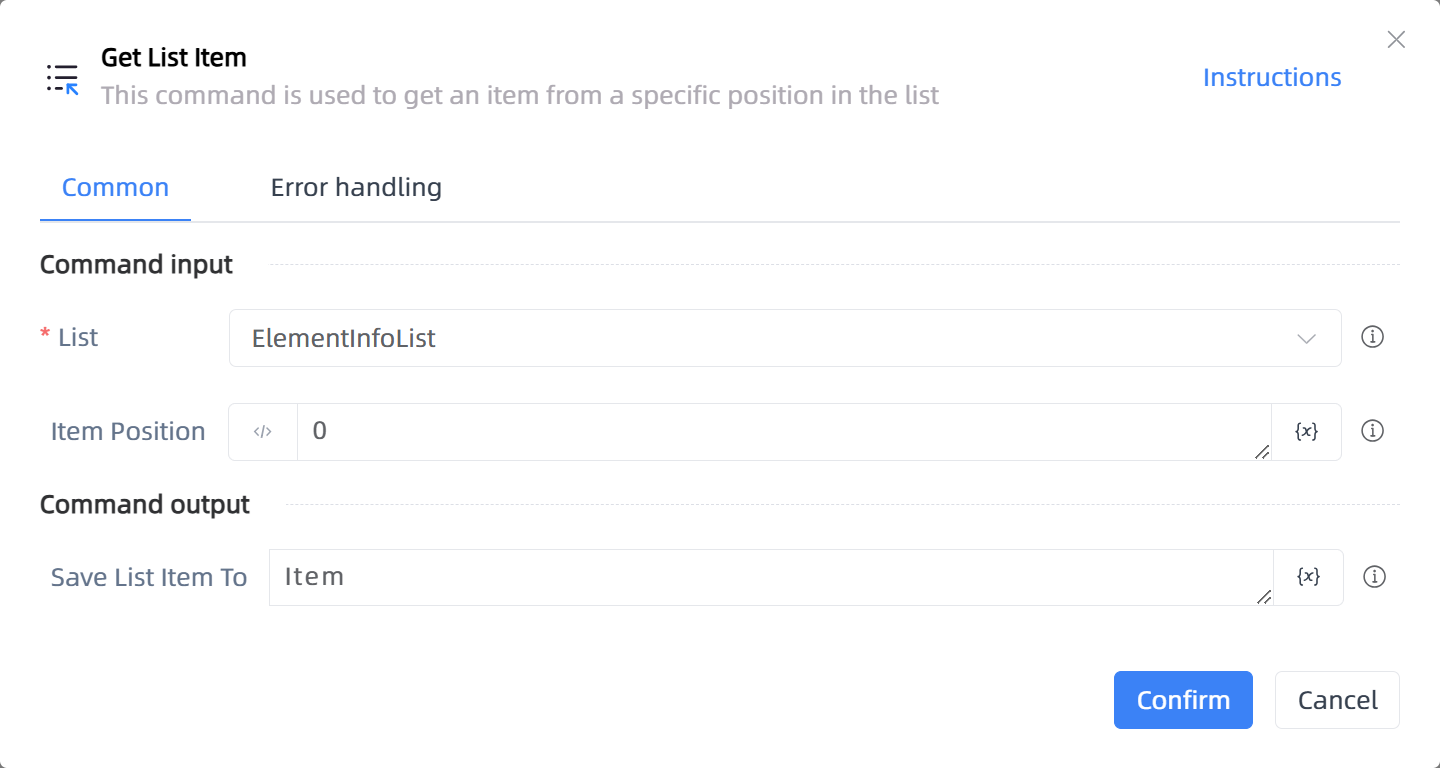 Get List Item
This command is used to get an item from a specific position in the list
Instructions
Common
Error handling
Command input
* List
ElementInfoList
Item Position
</>
0
{x}
Command output
Save List Item To
Item
{x}
Confirm
Cancel